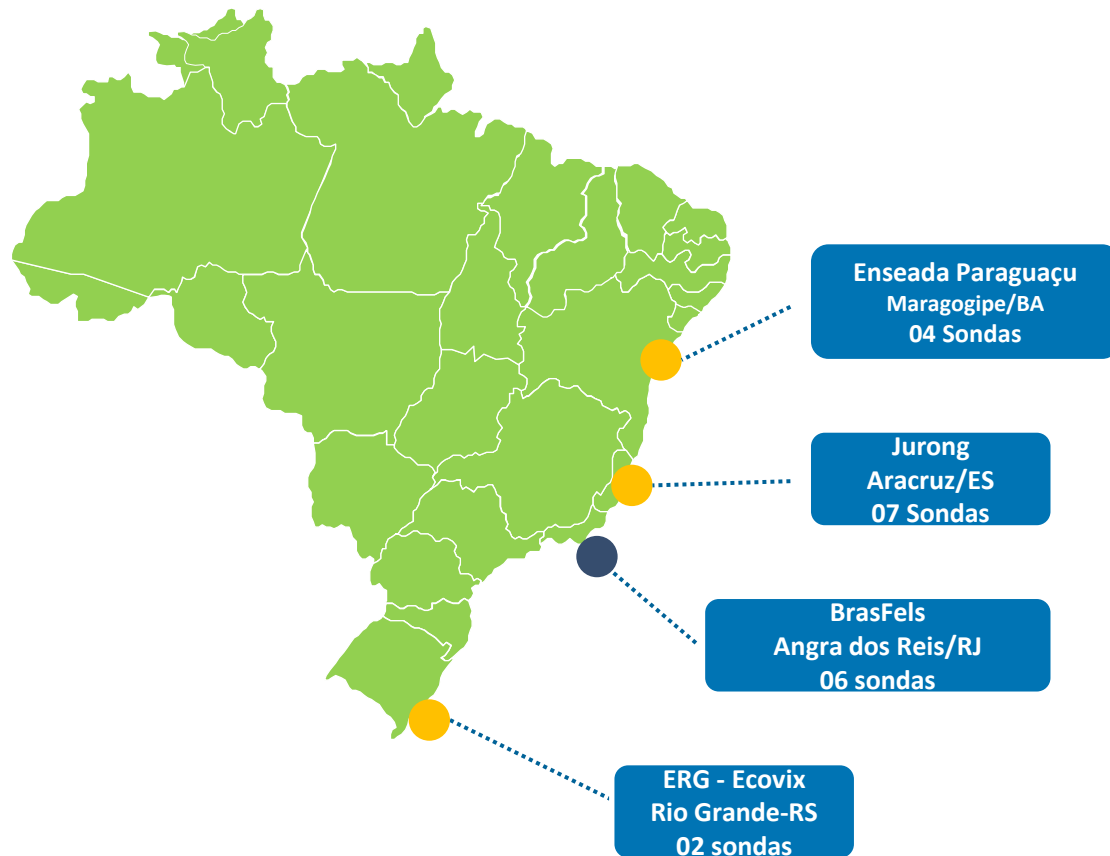 Enseada Paraguaçu
Maragogipe/BA
04 Sondas
Jurong
Aracruz/ES
07 Sondas
BrasFels
Angra dos Reis/RJ
06 sondas
ERG - Ecovix
Rio Grande-RS
02 sondas